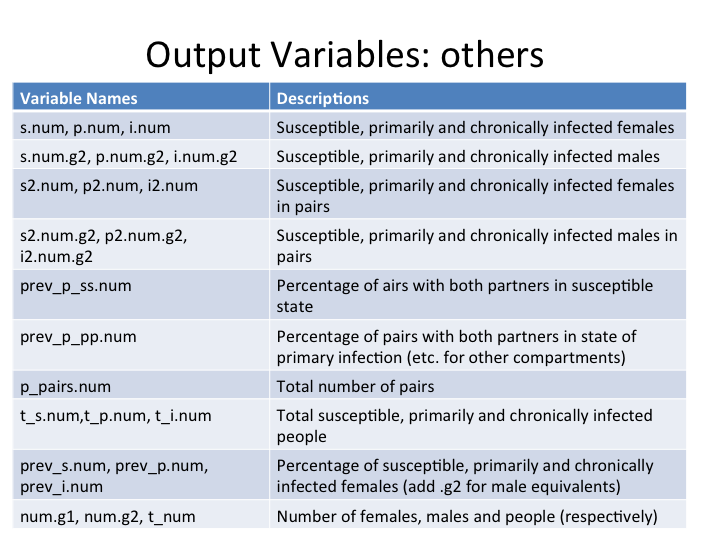 Output Variables: others
Variable Names
Descriptions
s.num, p.num, i.num
Susceptible, primarily and chronically infected females
s.num.g2, p.num.g2, i.num.g2
Susceptible, primarily and chronically infected males
s2.num, p2.num, i2.num
Susceptible, primarily and chronically infected females
in pairs
s2.num.g2, p2.num.g2,
i2.num.g2
Susceptible, primarily and chronically infected males in
pairs
prev_p_ss.num
Percentage of airs with both partners in susceptible
state
prev_p_pp.num
Percentage of pairs with both partners in state of
primary infection (etc. for other compartments)
p_pairs.num
Total number of pairs
t_s.num,t_p.num, t_i.num
Total susceptible, primarily and chronically infected
people
prev_s.num, prev_p.num,
prev_i.num
Percentage of susceptible, primarily and chronically
infected females (add .g2 for male equivalents)
num.g1, num.g2, t_num
Number of females, males and people (respectively)